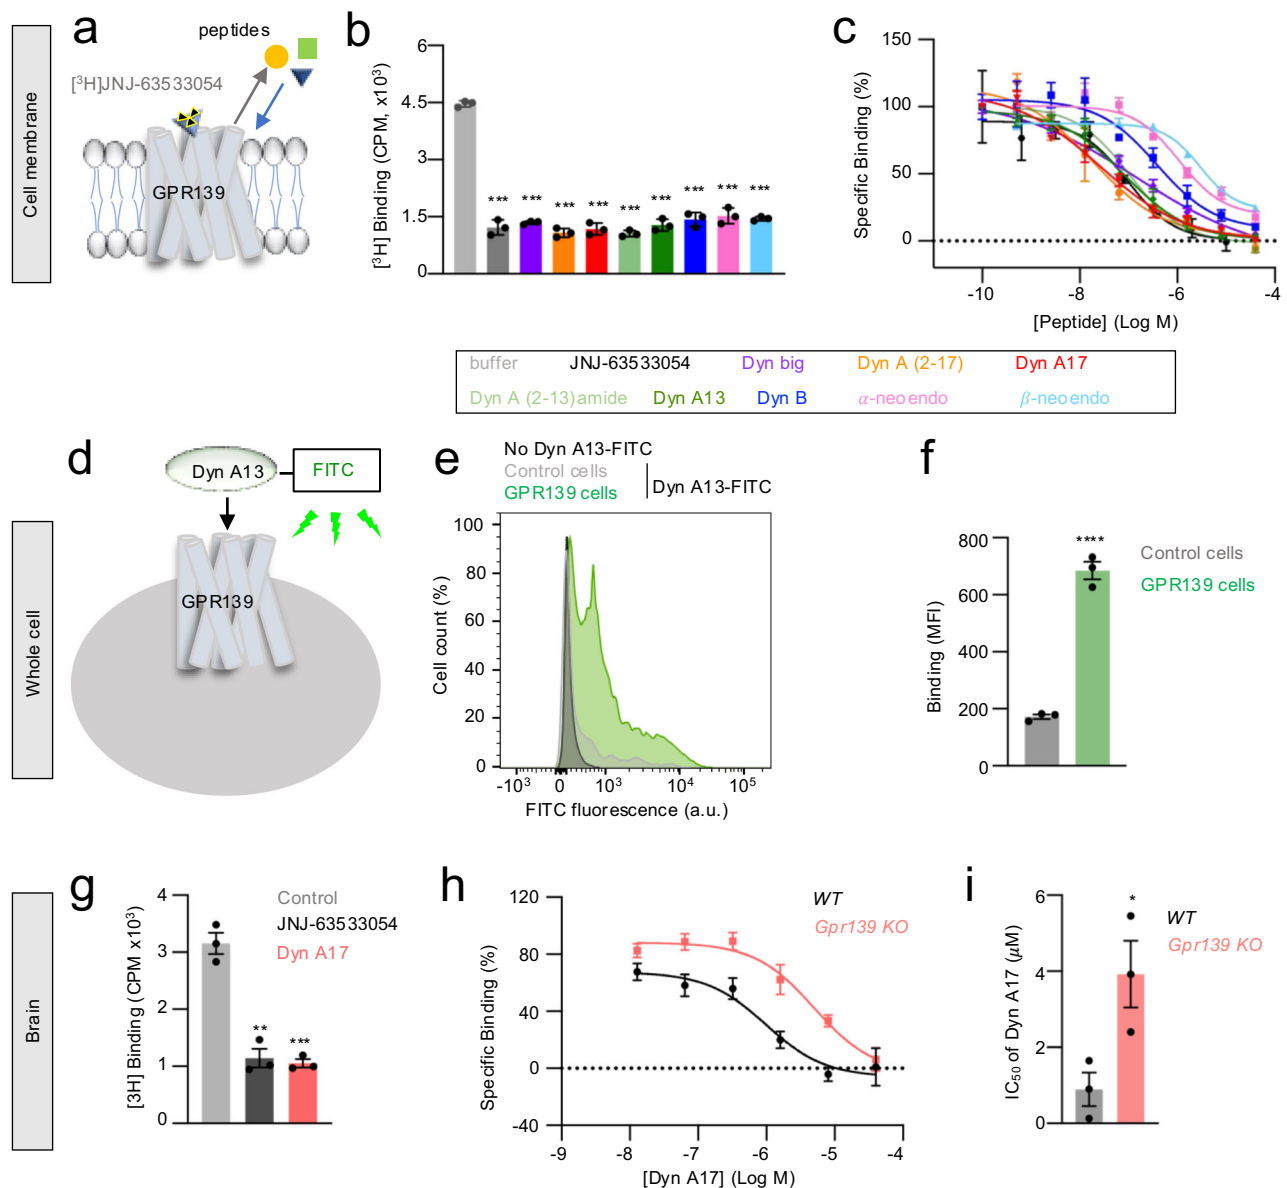 Cell membrane
a
peptides
[³H]JNJ-63533054
GPR139
b
[³H] Binding (CPM, x10³)
6
4.5
3
1.5
0
*** *** *** *** *** *** *** *** ***
c
Specific Binding (%)
150
100
50
0
-10 -8 -6 -4
[Peptide] (Log M)
buffer JNJ-63533054 Dyn big Dyn A (2-17) Dyn A17
Dyn A (2-13)amide Dyn A13 Dyn B α-neoendo β-neoendo
Whole cell
d
Dyn A13
FITC
GPR139
e
No Dyn A13-FITC
Control cells
GPR139 cells
Dyn A13-FITC
Cell count (%)
100
80
60
40
20
0
-10³ 0 10³ 10⁴ 10⁵
FITC fluorescence (a.u.)
f
Binding (MFI)
800
600
400
200
0
****
Control cells
GPR139 cells
Brain
g
[3H] Binding (CPM x10³)
4
3
2
1
0
** ***
Control
JNJ-63533054
Dyn A17
h
Specific Binding (%)
120
80
40
0
-40
-9 -8 -7 -6 -5 -4
[Dyn A17] (Log M)
WT
Gpr139 KO
i
IC₅₀ of Dyn A17 (μM)
6
4
2
0
*
WT
Gpr139 KO